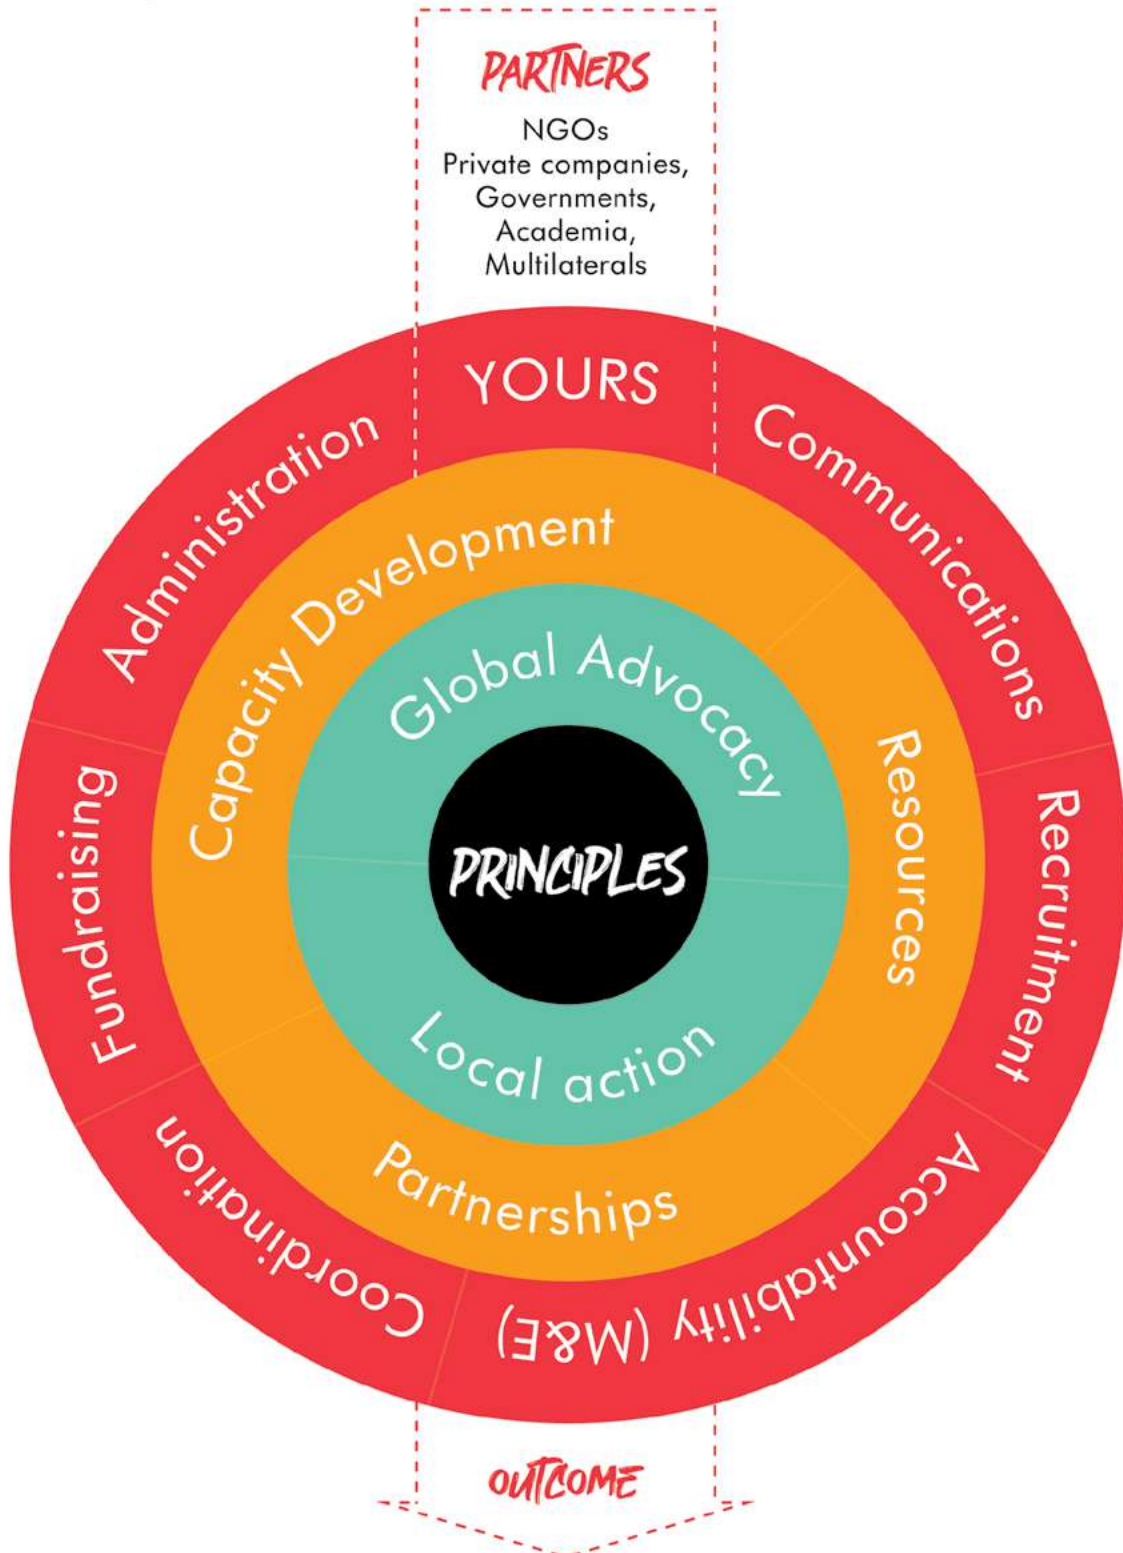 PARTNERS
NGOs
Private companies,
Governments,
Academia,
Multilaterals
YOURS
Communications
Recruitment
Accountability (M&E)
Coordination
Fundraising
Administration
Capacity Development
Resources
Partnerships
Global Advocacy
Local action
PRINCIPLES
OUTCOME